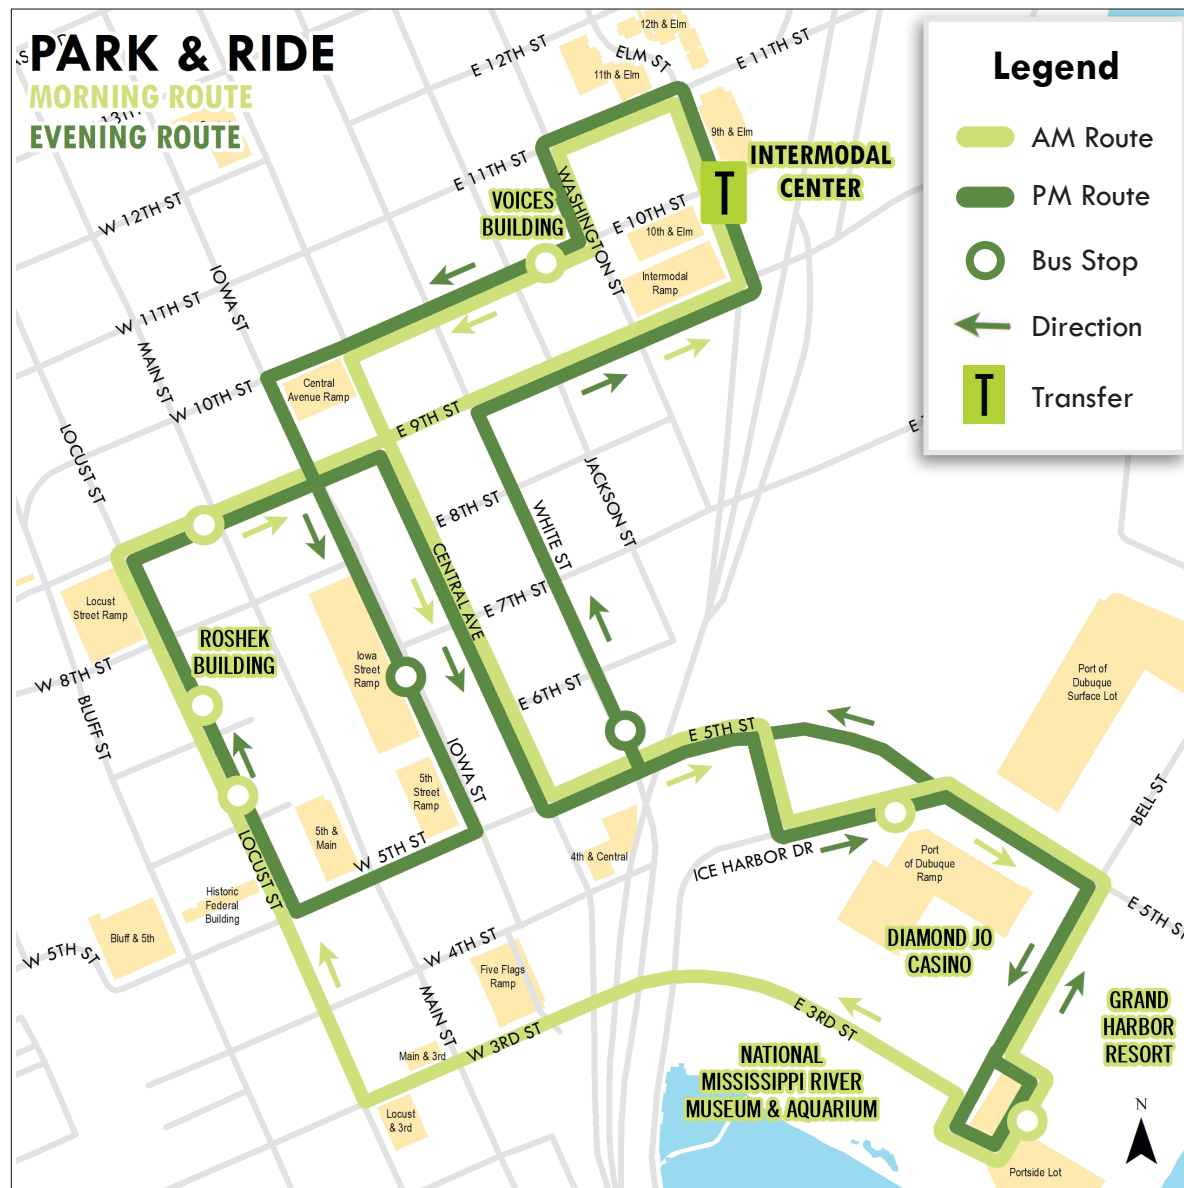 PARK & RIDE
MORNING ROUTE
EVENING ROUTE
Legend
AM Route
PM Route
Bus Stop
Direction
T
Transfer
12th & Elm
ELM ST
E 12TH ST
E 11TH ST
11th & Elm
9th & Elm
INTERMODAL
CENTER
T
E 11TH ST
VOICES
BUILDING
WASHINGTON ST
E 10TH ST
10th & Elm
Intermodal
Ramp
W 12TH ST
IOWA ST
W 11TH ST
MAIN ST
W 10TH ST
Central
Avenue Ramp
E 9TH ST
LOCUST ST
E 8TH ST
JACKSON ST
WHITE ST
CENTRAL AVE
E 7TH ST
Locust
Street Ramp
ROSHEK
BUILDING
Iowa
Street
Ramp
W 8TH ST
E 6TH ST
BLUFF ST
E 5TH ST
IOWA ST
Port of
Dubuque
Surface Lot
5th
Street
Ramp
BELL ST
5th &
Main
W 5TH ST
LOCUST ST
4th & Central
ICE HARBOR DR
Port
of Dubuque
Ramp
Historic
Federal
Building
Bluff & 5th
W 5TH ST
E 5TH ST
DIAMOND JO
CASINO
W 4TH ST
Five Flags
Ramp
MAIN ST
E 3RD ST
GRAND
HARBOR
RESORT
W 3RD ST
Main & 3rd
NATIONAL
MISSISSIPPI RIVER
MUSEUM & AQUARIUM
Locust
& 3rd
N
Portside Lot